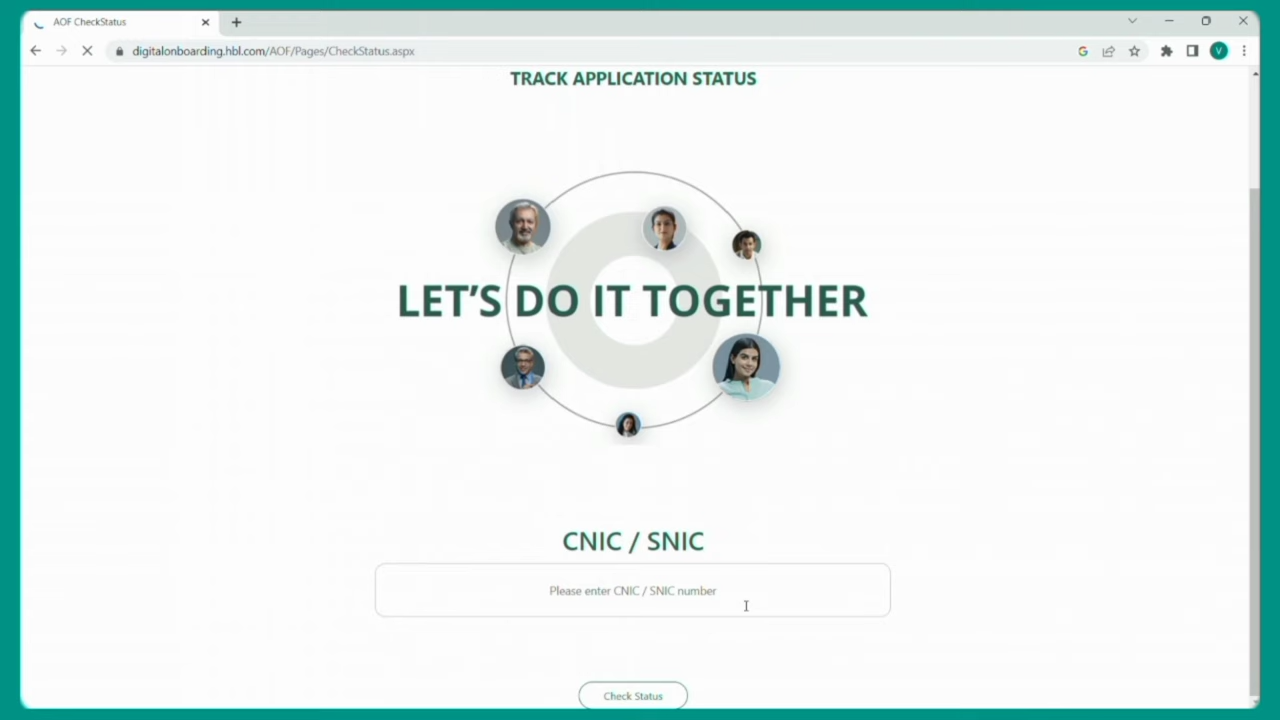 AOF CheckStatus
digitalonboarding.hbl.com/AOF/Pages/CheckStatus.aspx
G
V
TRACK APPLICATION STATUS
LET’S DO IT TOGETHER
CNIC / SNIC
Please enter CNIC / SNIC number
Check Status